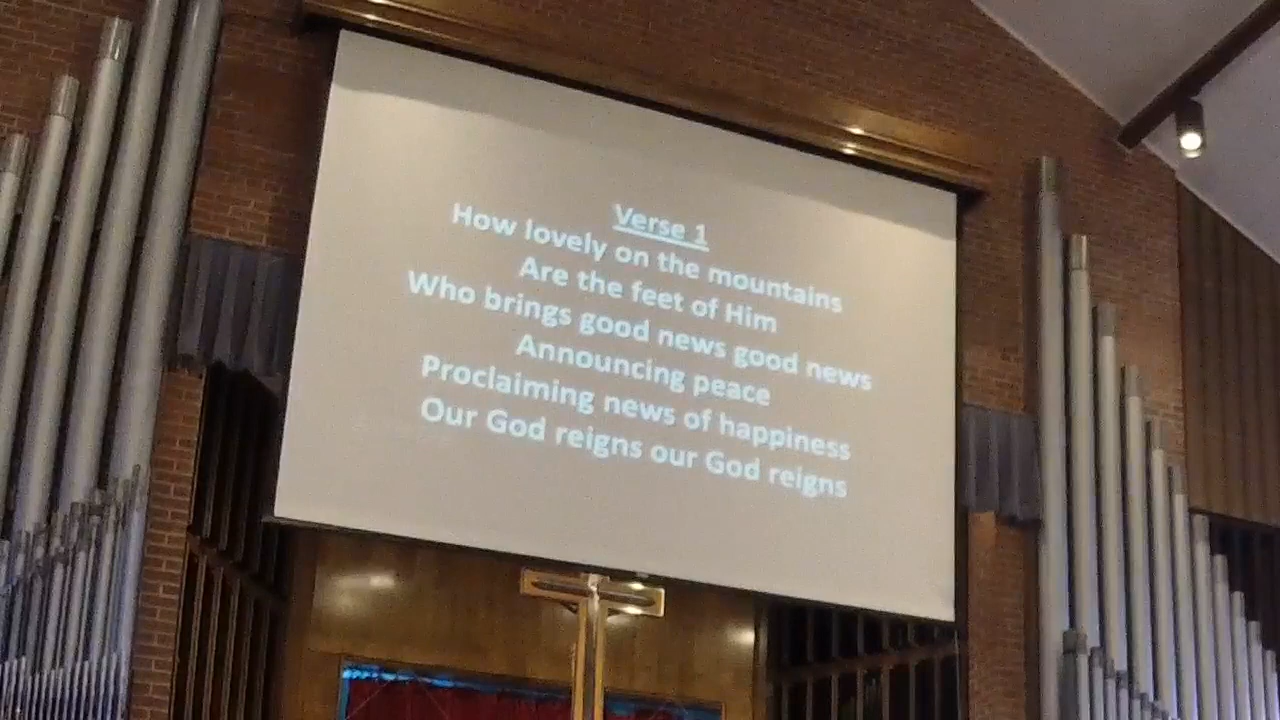 Verse 1
How lovely on the mountains
Are the feet of Him
Who brings good news good news
Announcing peace
Proclaiming news of happiness
Our God reigns our God reigns